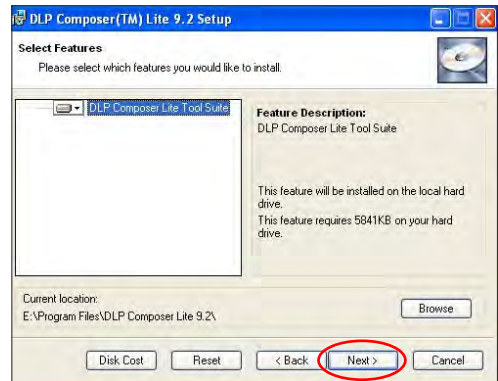 DLP Composer(TM) Lite 9.2 Setup
Select Features
Please select which features you would like to install.
DLP Composer Lite Tool Suite
Feature Description:
DLP Composer Lite Tool Suite
This feature will be installed on the local hard
drive.
This feature requires 5841KB on your hard
drive.
Current location:
E:\Program Files\DLP Composer Lite 9.2\
Browse
Disk Cost
Reset
< Back
Next >
Cancel